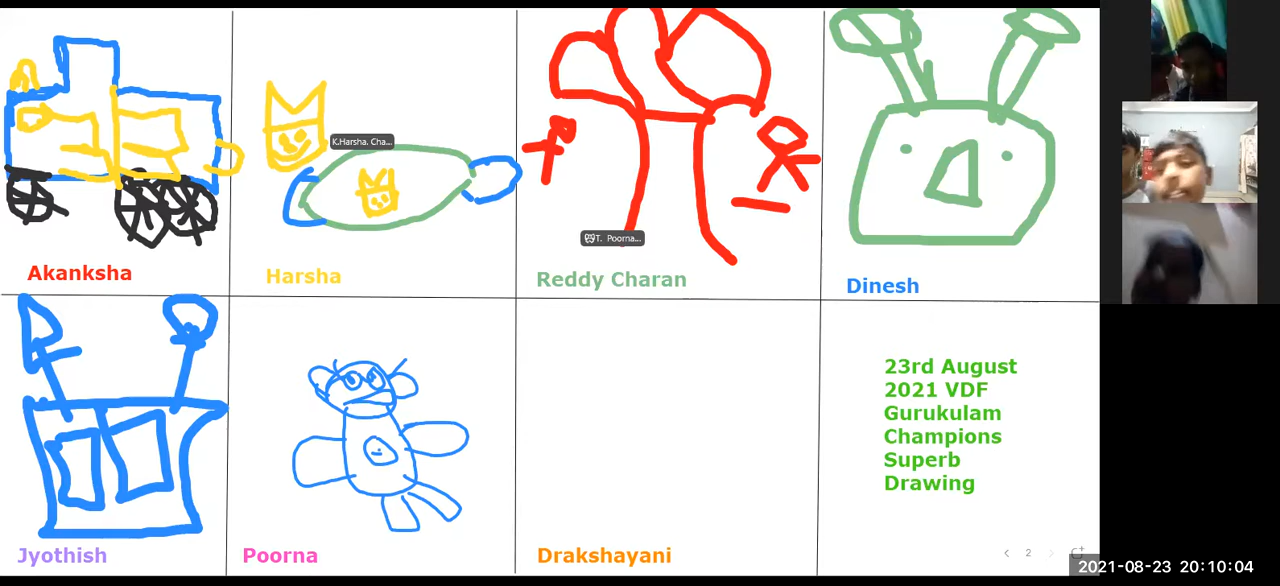 K.Harsha. Cha...
T. Poorna...
Akanksha
Harsha
Reddy Charan
Dinesh
23rd August
2021 VDF
Gurukulam
Champions
Superb
Drawing
Jyothish
Poorna
Drakshayani
2
2021-08-23 20:10:04